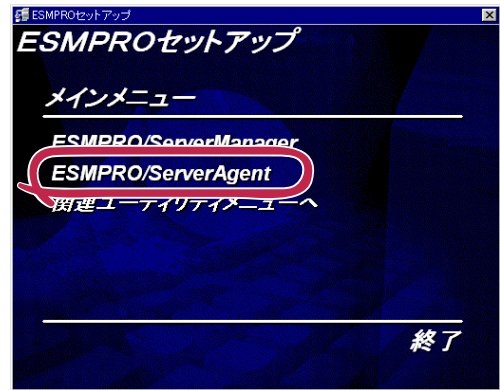 ESMPROセットアップ
ESMPROセットアップ
メインメニュー
ESMPRO/ServerManager
ESMPRO/ServerAgent
関連ユーティリティメニューへ
終了